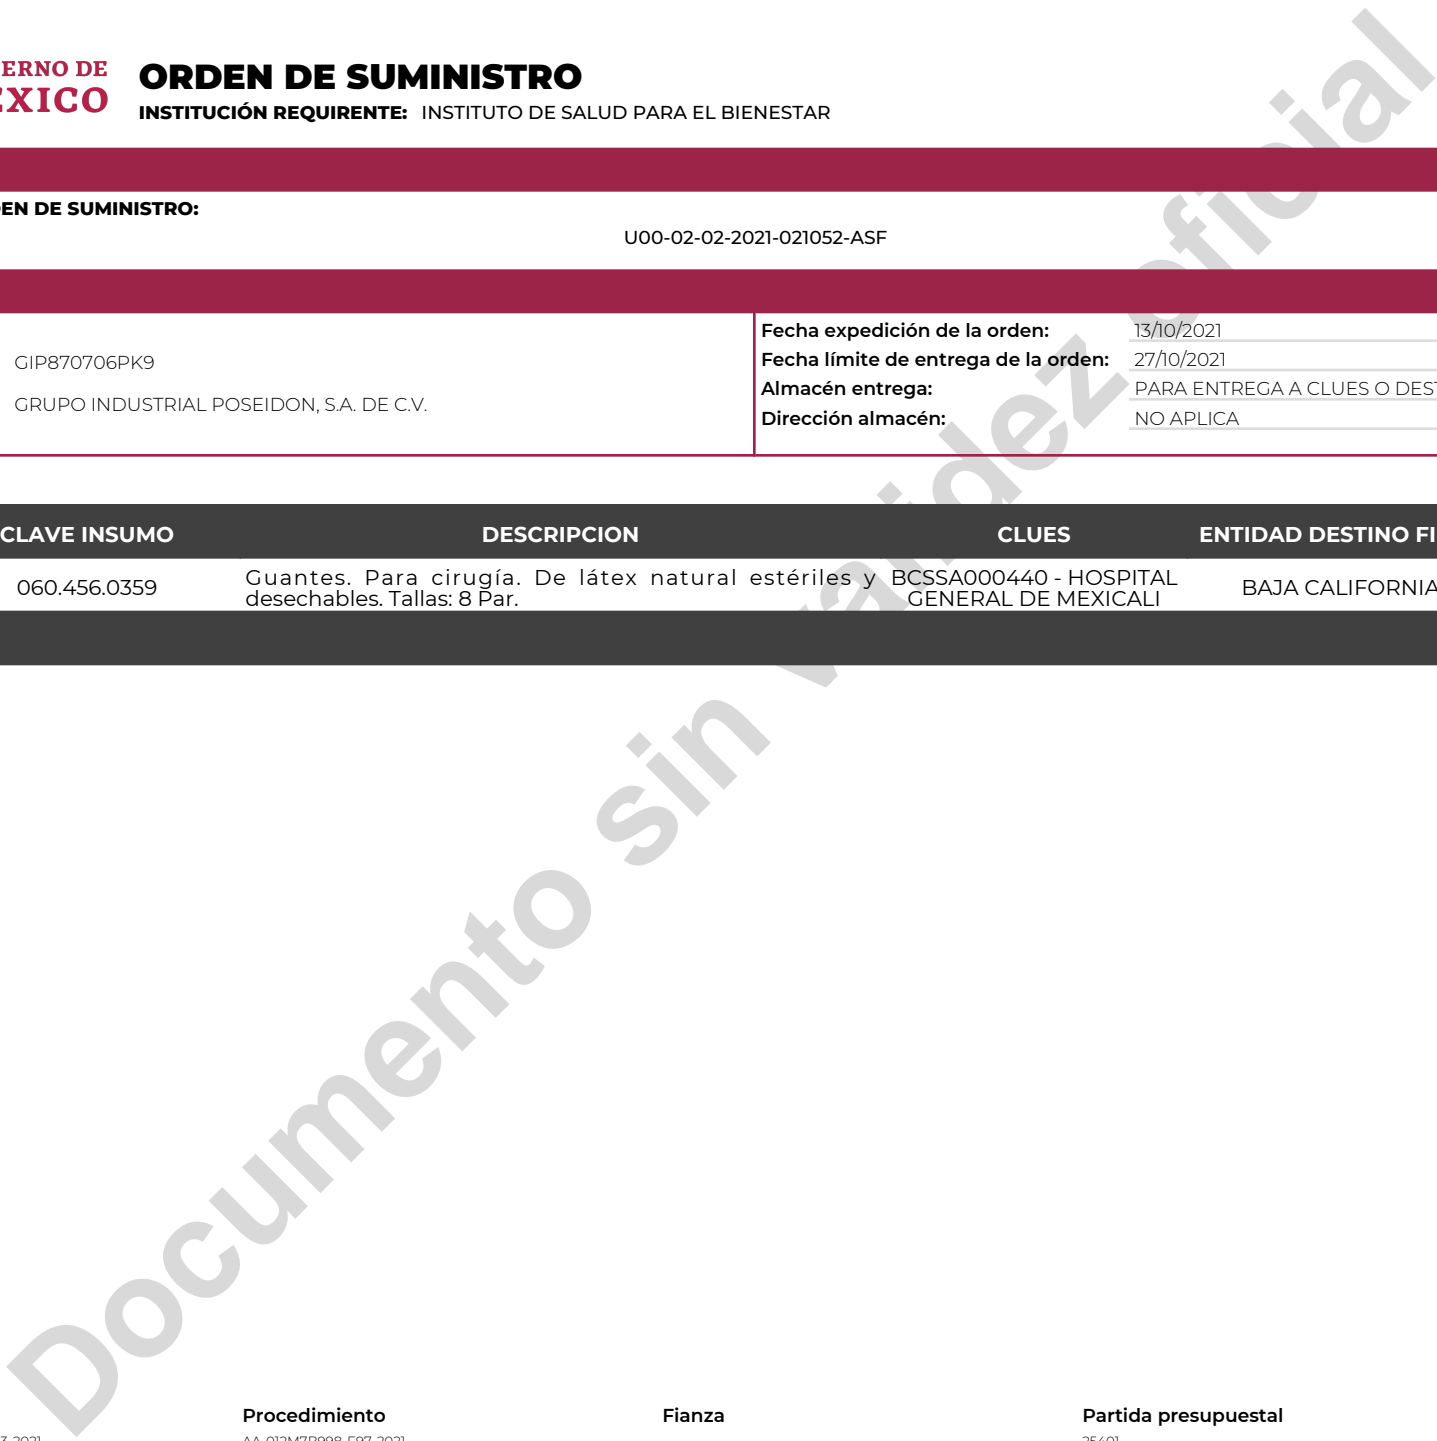 ERNO DE
ORDEN DE SUMINISTRO
XICO
INSTITUCIÓN REQUIRENTE: INSTITUTO DE SALUD PARA EL BIENESTAR
EN DE SUMINISTRO:
U00-02-02-2021-021052-ASF
GIP870706PK9
GRUPO INDUSTRIAL POSEIDON, S.A. DE C.V.
Fecha expedición de la orden: 13/10/2021
Fecha límite de entrega de la orden: 27/10/2021
Almacén entrega: PARA ENTREGA A CLUES O DEST
Dirección almacén: NO APLICA
CLAVE INSUMO DESCRIPCION CLUES ENTIDAD DESTINO FI
060.456.0359
Guantes. Para cirugía. De látex natural estériles y
desechables. Tallas: 8 Par.
BCSSA000440 - HOSPITAL
GENERAL DE MEXICALI
BAJA CALIFORNIA
Documento sin validez oficial
Procedimiento Fianza Partida presupuestal